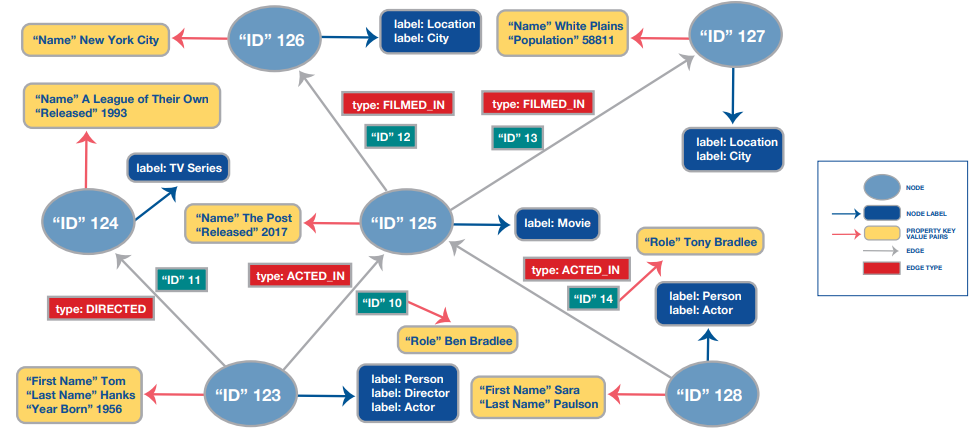 “Name” New York City
“ID” 126
label: Location
label: City
“Name” White Plains
“Population” 58811
“ID” 127
“Name” A League of Their Own
“Released” 1993
type: FILMED_IN
type: FILMED_IN
“ID” 12
“ID” 13
label: Location
label: City
label: TV Series
“ID” 124
“Name” The Post
“Released” 2017
“ID” 125
label: Movie
NODE
NODE LABEL
PROPERTY KEY
VALUE PAIRS
EDGE
EDGE TYPE
“Role” Tony Bradlee
“ID” 11
type: ACTED_IN
type: ACTED_IN
type: DIRECTED
“ID” 10
“ID” 14
label: Person
label: Actor
“Role” Ben Bradlee
“First Name” Tom
“Last Name” Hanks
“Year Born” 1956
“ID” 123
label: Person
label: Director
label: Actor
“First Name” Sara
“Last Name” Paulson
“ID” 128